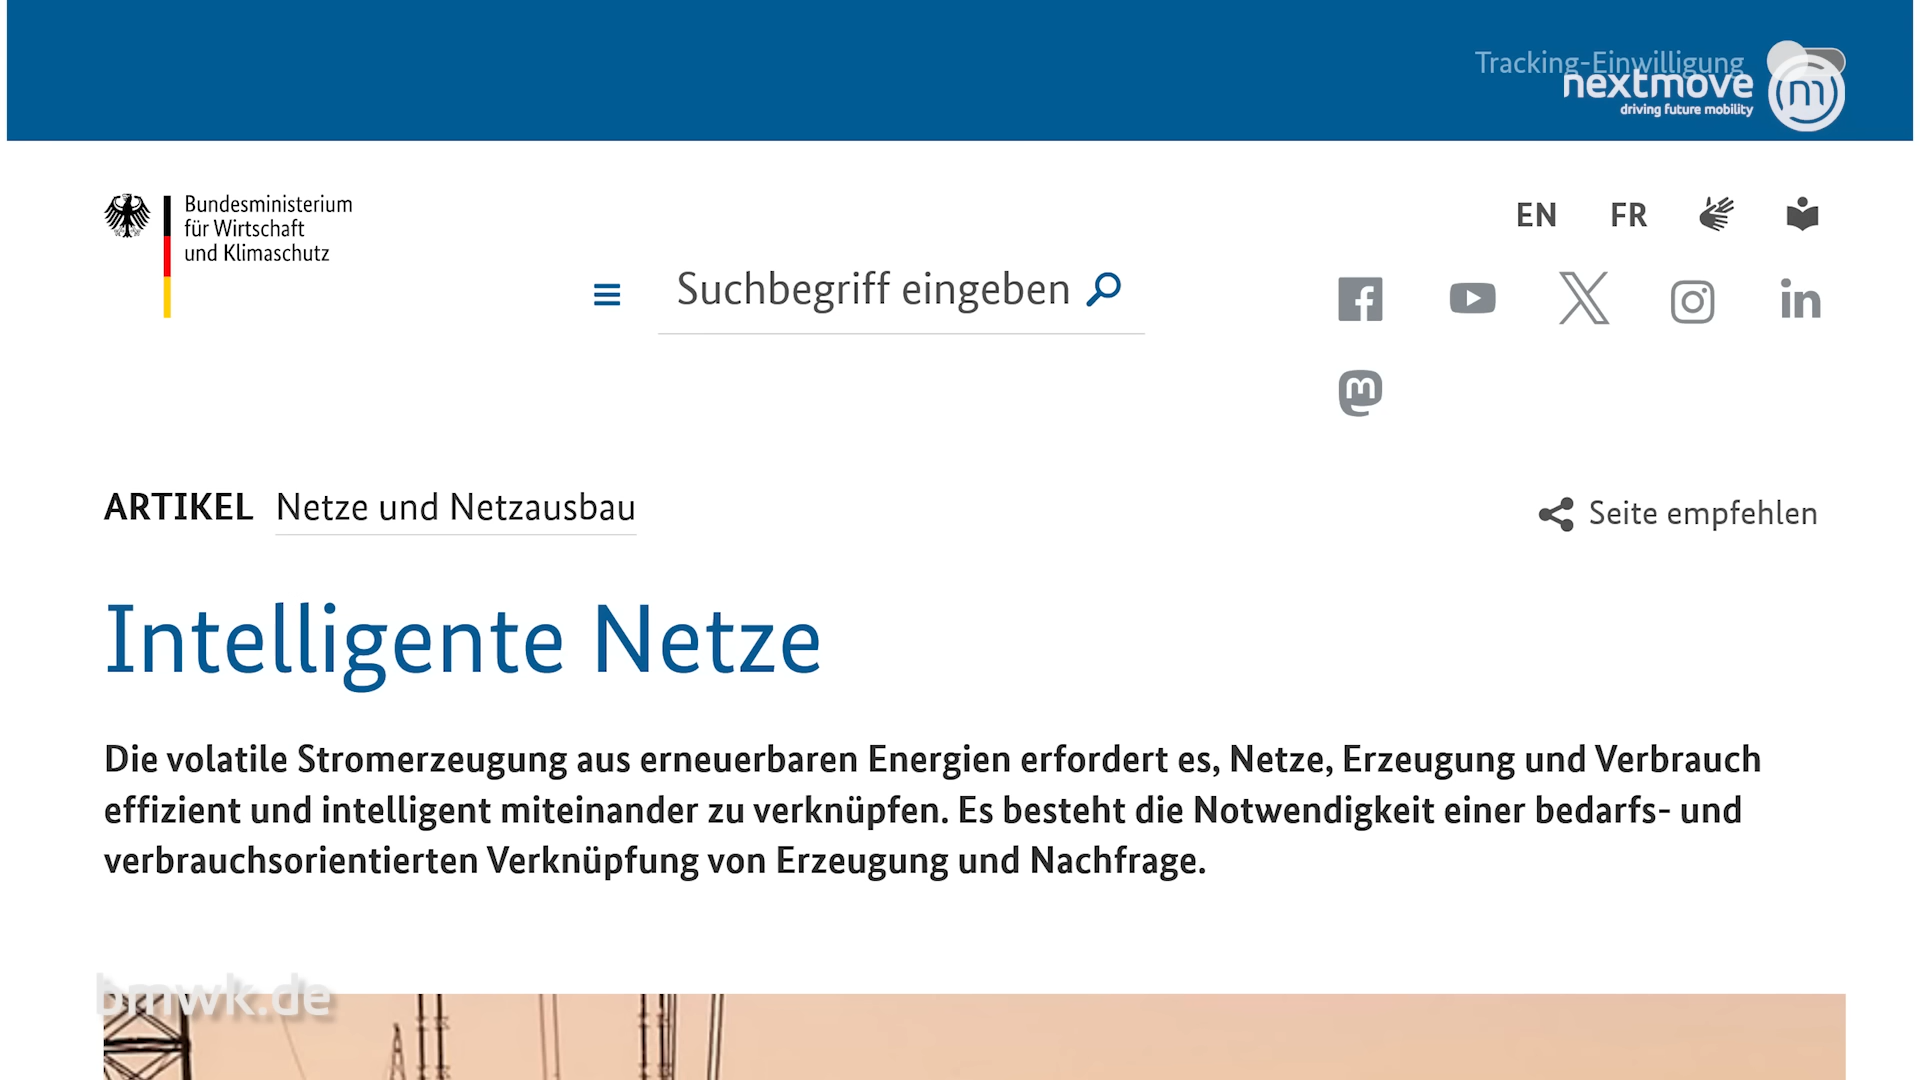 Tracking-Einwilligung
nextmove
driving future mobility
Bundesministerium
für Wirtschaft
und Klimaschutz
EN FR
Suchbegriff eingeben
ARTIKEL Netze und Netzausbau
Seite empfehlen
Intelligente Netze
Die volatile Stromerzeugung aus erneuerbaren Energien erfordert es, Netze, Erzeugung und Verbrauch
effizient und intelligent miteinander zu verknüpfen. Es besteht die Notwendigkeit einer bedarfs- und
verbrauchsorientierten Verknüpfung von Erzeugung und Nachfrage.
bmwk.de